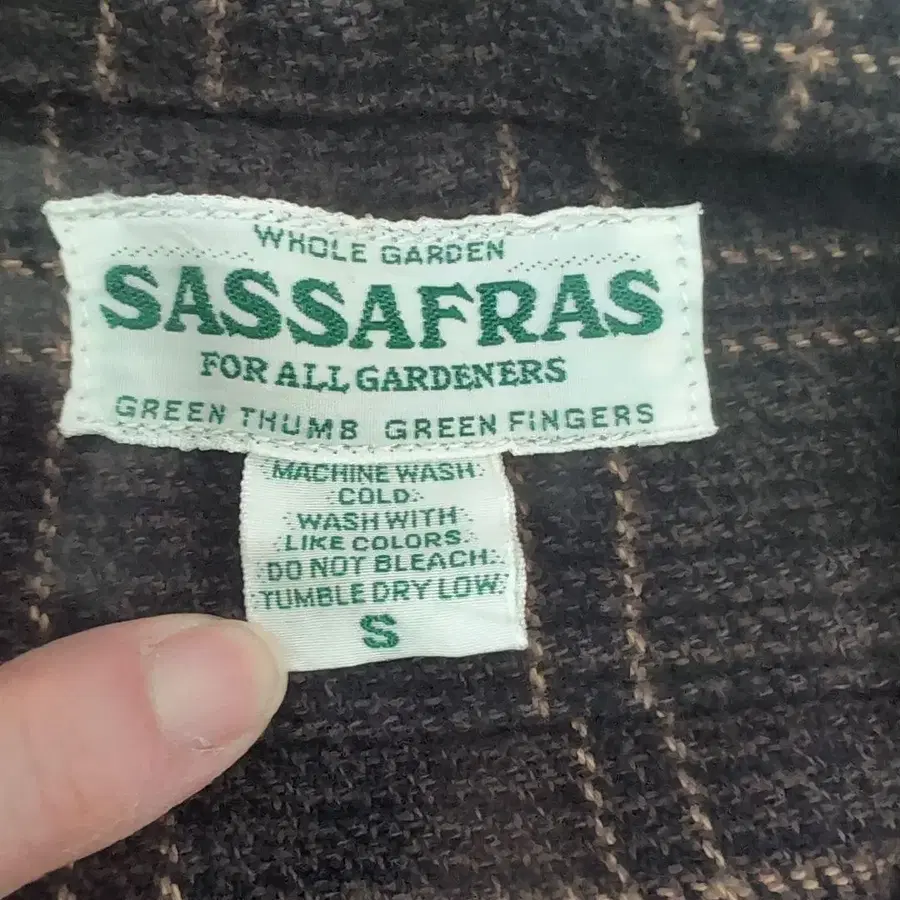 WHOLE GARDEN
SASSAFRAS
FOR ALL GARDENERS
GREEN THUMB GREEN FINGERS
MACHINE WASH
COLD.
WASH WITH
LIKE COLORS.
DO NOT BLEACH.
TUMBLE DRY LOW.
S